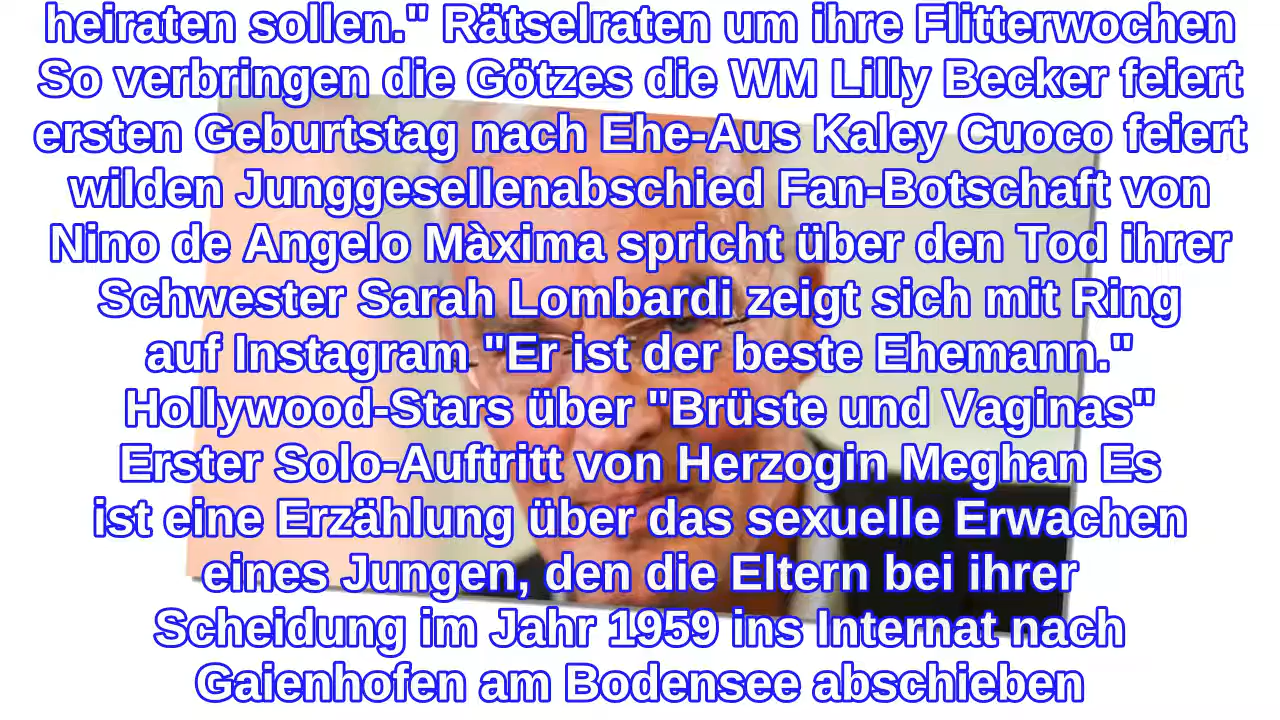 heiraten sollen." Rätselraten um ihre Flitterwochen
So verbringen die Götzes die WM Lilly Becker feiert
ersten Geburtstag nach Ehe-Aus Kaley Cuoco feiert
wilden Junggesellenabschied Fan-Botschaft von
Nino de Angelo Màxima spricht über den Tod ihrer
Schwester Sarah Lombardi zeigt sich mit Ring
auf Instagram "Er ist der beste Ehemann."
Hollywood-Stars über "Brüste und Vaginas"
Erster Solo-Auftritt von Herzogin Meghan Es
ist eine Erzählung über das sexuelle Erwachen
eines Jungen, den die Eltern bei ihrer
Scheidung im Jahr 1959 ins Internat nach
Gaienhofen am Bodensee abschieben